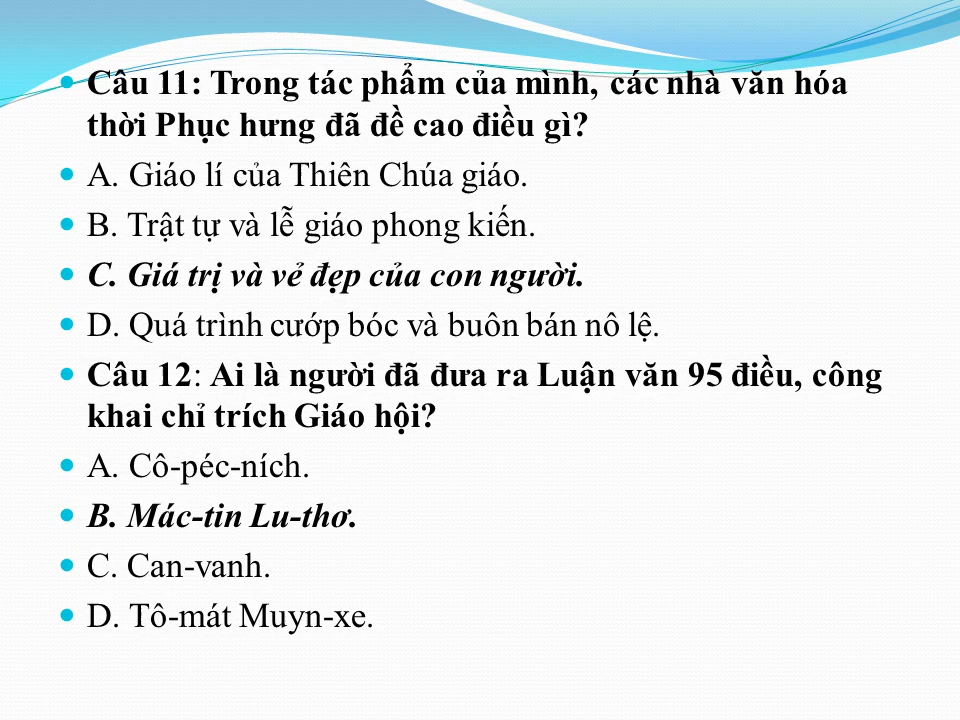 Câu 11: Trong tác phẩm của mình, các nhà văn hóa
thời Phục hưng đã đề cao điều gì?
A. Giáo lí của Thiên Chúa giáo.
B. Trật tự và lễ giáo phong kiến.
C. Giá trị và vẻ đẹp của con người.
D. Quá trình cướp bóc và buôn bán nô lệ.
Câu 12: Ai là người đã đưa ra Luận văn 95 điều, công
khai chỉ trích Giáo hội?
A. Cô-péc-ních.
B. Mác-tin Lu-thơ.
C. Can-vanh.
D. Tô-mát Muyn-xe.